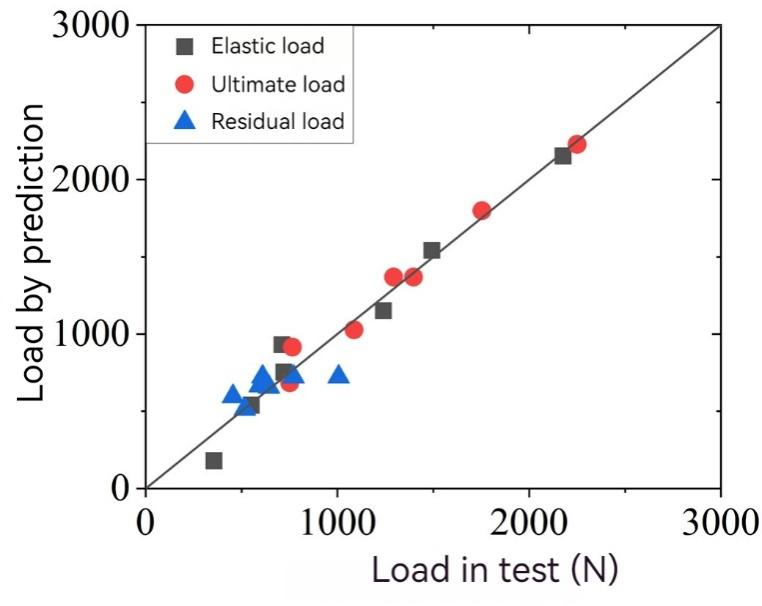 3000
Elastic load
Ultimate load
Residual load
2000
1000
0
Load by prediction
0 1000 2000 3000
Load in test (N)